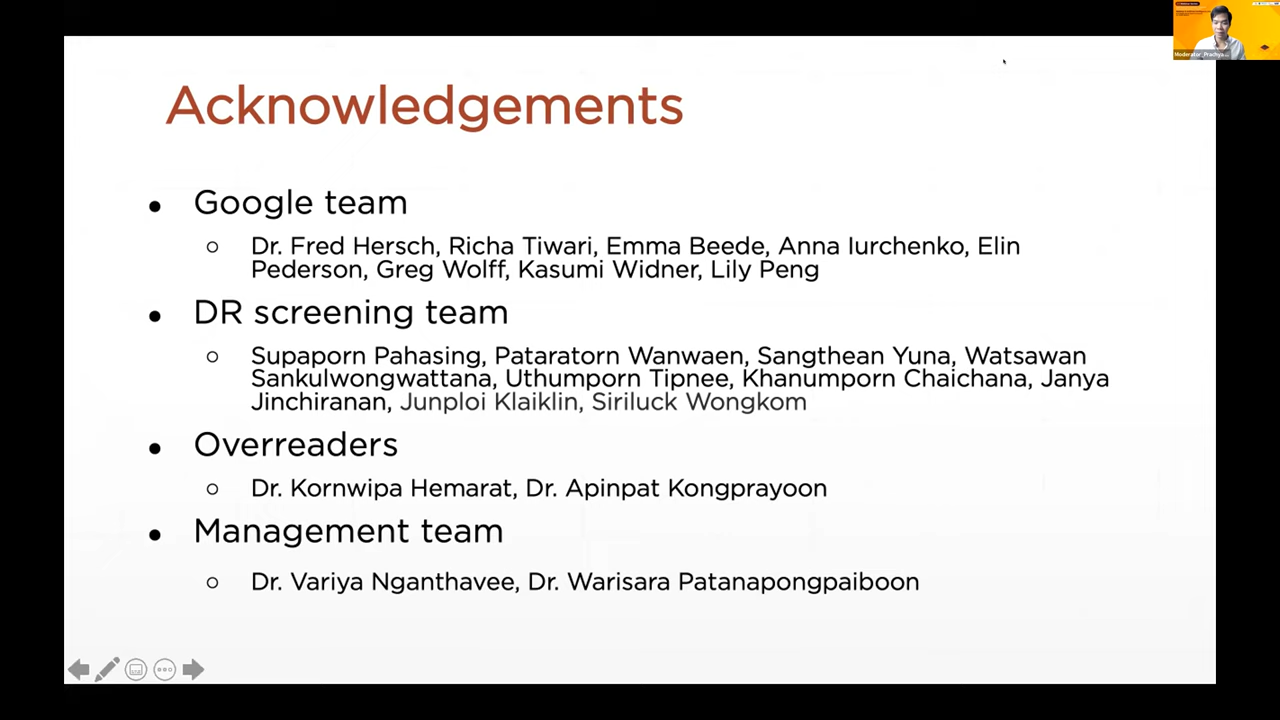 Acknowledgements
Google team
Dr. Fred Hersch, Richa Tiwari, Emma Beede, Anna Iurchenko, Elin
Pederson, Greg Wolff, Kasumi Widner, Lily Peng
DR screening team
Supaporn Pahasing, Pataratorn Wanwaen, Sangthean Yuna, Watsawan
Sankulwongwattana, Uthumporn Tipnee, Khanumporn Chaichana, Janya
Jinchiranan, Junploi Klaiklin, Siriluck Wongkom
Overreaders
Dr. Kornwipa Hemarat, Dr. Apinpat Kongprayoon
Management team
Dr. Variya Nganthavee, Dr. Warisara Patanapongpaiboon
Moderator_Prachya